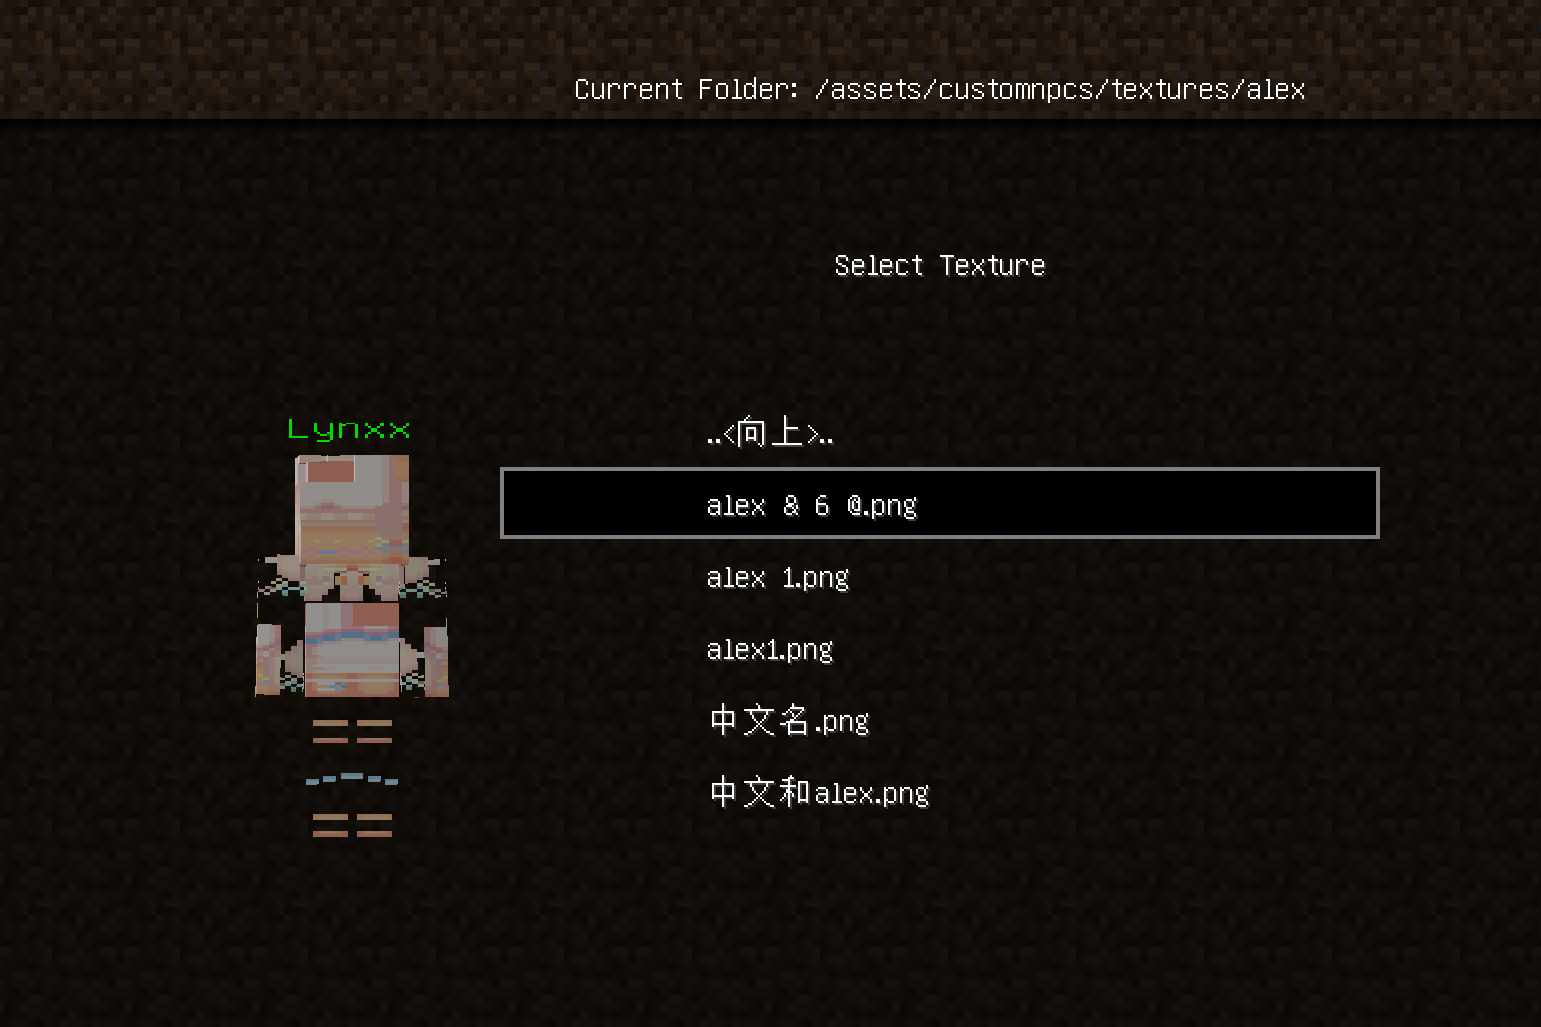 Current Folder: /assets/customnpcs/textures/alex
Select Texture
Lynxx
..<向上>..
alex & 6 @.png
alex 1.png
alex1.png
中文名.png
中文和alex.png